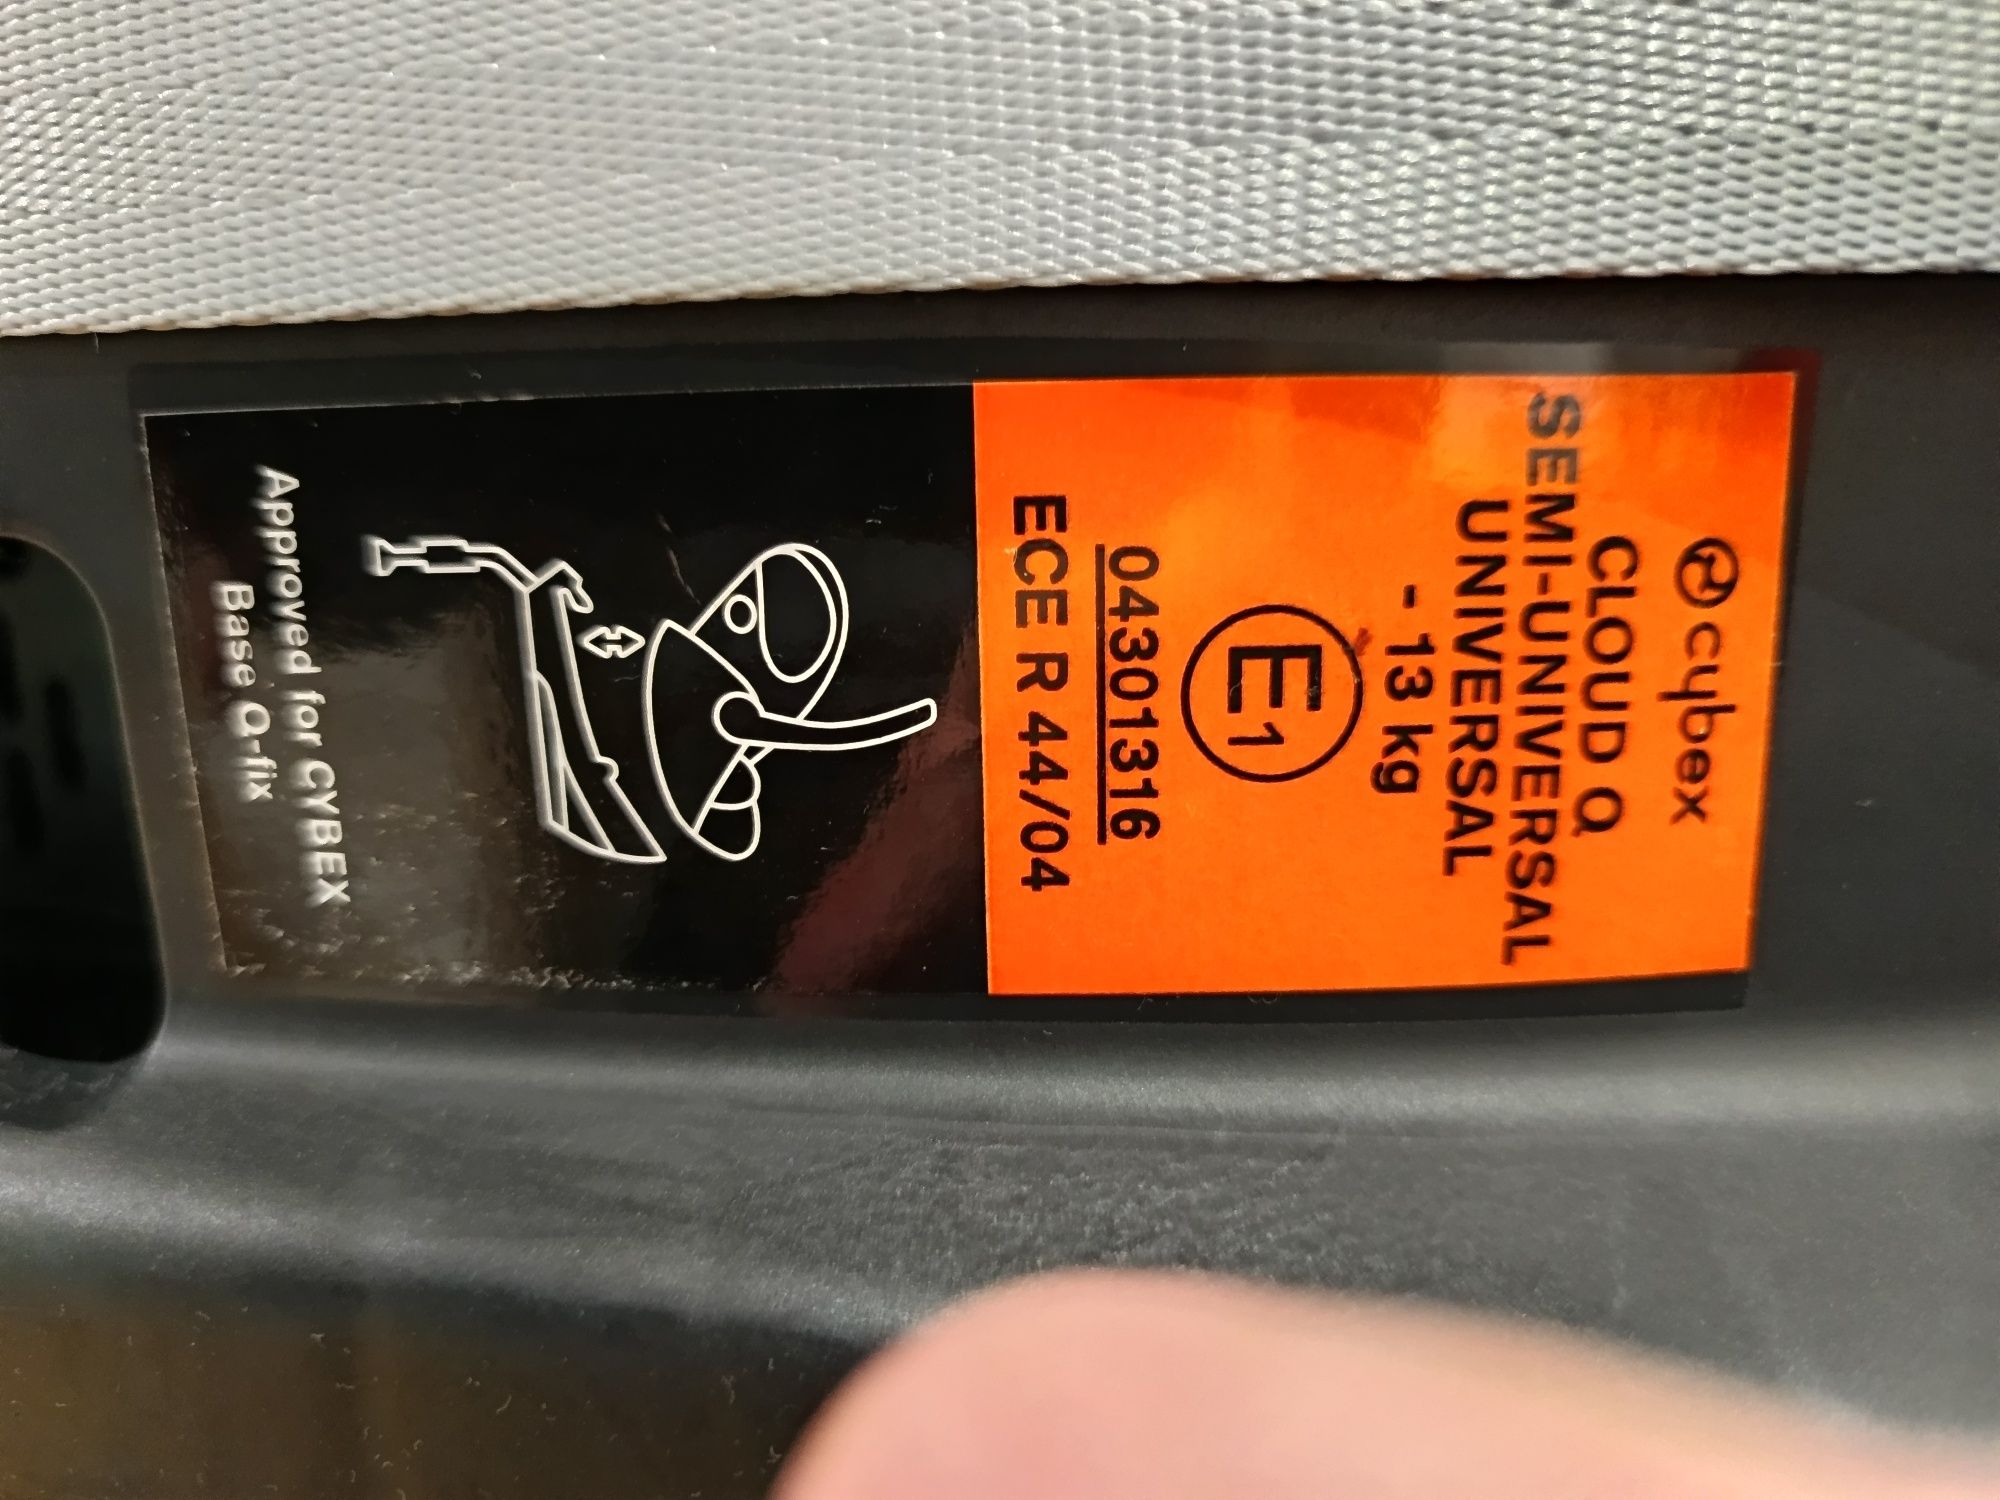 cybex
CLOUD Q
SEMI-UNIVERSAL
UNIVERSAL
- 13 kg
E1
04301316
ECE R 44/04
Approved for CYBEX
Base Q-fix